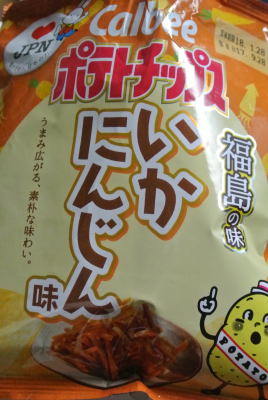 Calbee
JPN
ポテトチップス
福島の味
いか
にんじん
味
うまみ広がる、素朴な味わい。
POTATO